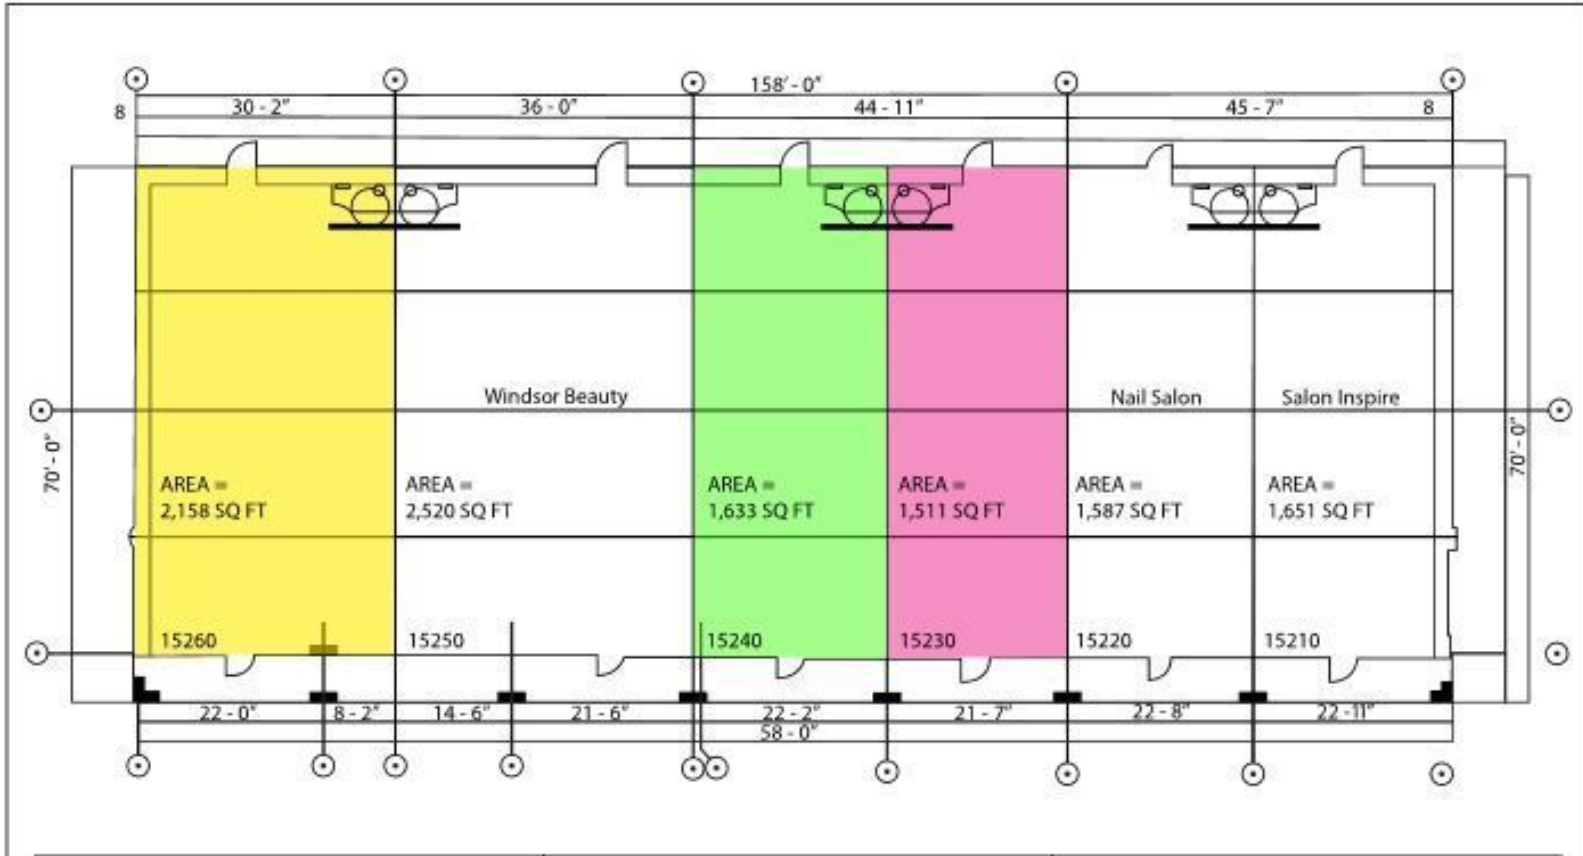 158' - 0"
8
30 - 2"
36 - 0"
44 - 11"
45 - 7"
8
Windsor Beauty
Nail Salon
Salon Inspire
70' - 0"
70' - 0"
AREA =
2,158 SQ FT
AREA =
2,520 SQ FT
AREA =
1,633 SQ FT
AREA =
1,511 SQ FT
AREA =
1,587 SQ FT
AREA =
1,651 SQ FT
15260
15250
15240
15230
15220
15210
22 - 0"
8 - 2"
14 - 6"
21 - 6"
22 - 2"
21 - 7"
22 - 8"
22 - 11"
58 - 0"